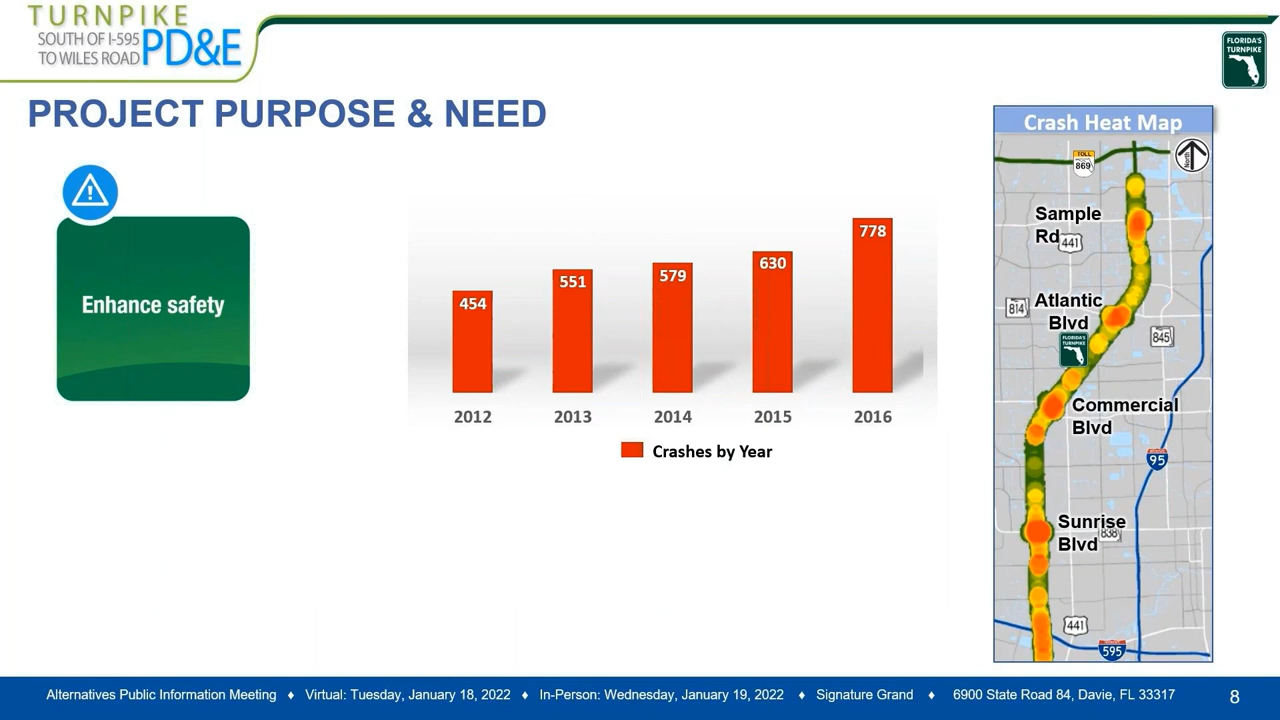 TURNPIKE
SOUTH OF I-595
TO WILES ROAD
PD&E
FLORIDA'S
TURNPIKE
PROJECT PURPOSE & NEED
Enhance safety
454
551
579
630
778
2012
2013
2014
2015
2016
Crashes by Year
Crash Heat Map
North
TOLL
869
Sample
Rd
441
Atlantic
Blvd
814
FLORIDA'S
TURNPIKE
845
Commercial
Blvd
95
Sunrise
Blvd
838
441
595
Alternatives Public Information Meeting ♦ Virtual: Tuesday, January 18, 2022 ♦ In-Person: Wednesday, January 19, 2022 ♦ Signature Grand ♦ 6900 State Road 84, Davie, FL 33317
8